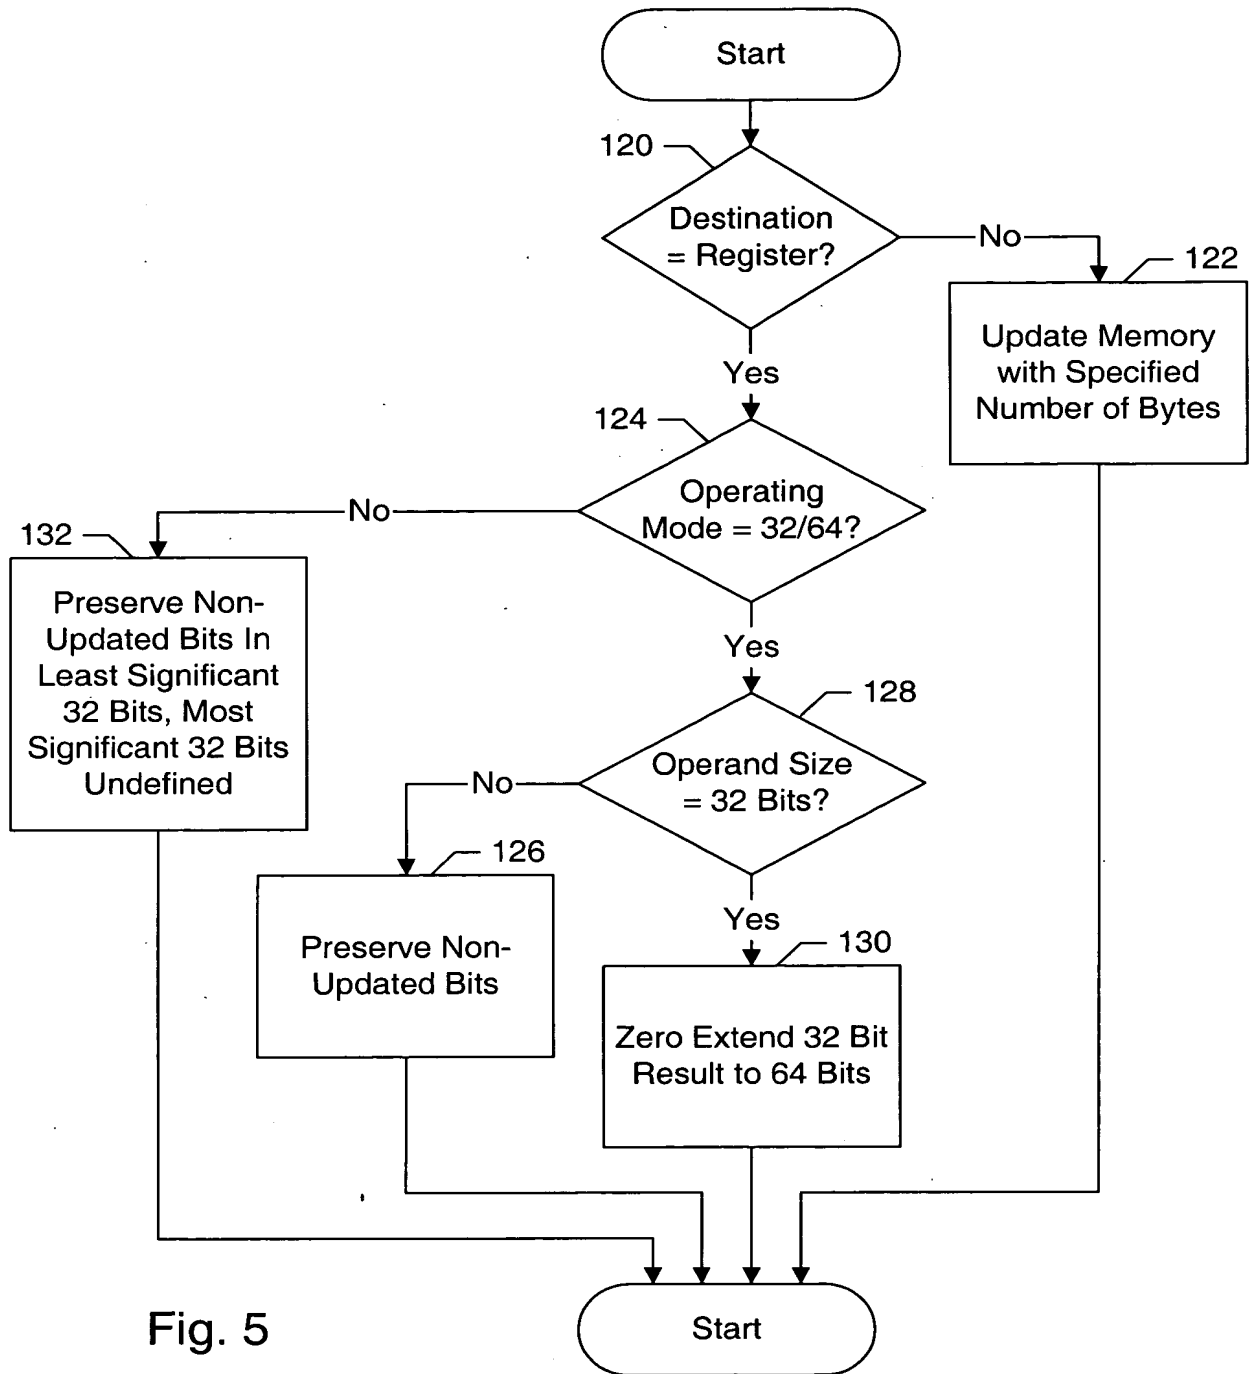 Start
120
Destination
= Register?
No
122
Update Memory
with Specified
Number of Bytes
Yes
124
Operating
Mode = 32/64?
No
132
Preserve Non-
Updated Bits In
Least Significant
32 Bits, Most
Significant 32 Bits
Undefined
Yes
128
Operand Size
= 32 Bits?
No
126
Preserve Non-
Updated Bits
Yes
130
Zero Extend 32 Bit
Result to 64 Bits
Start
Fig. 5